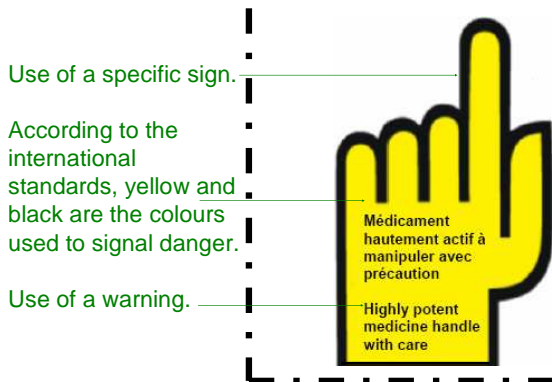 Use of a specific sign.
According to the
international
standards, yellow and
black are the colours
used to signal danger.
Use of a warning.
Médicament
hautement actif à
manipuler avec
précaution
Highly potent
medicine handle
with care